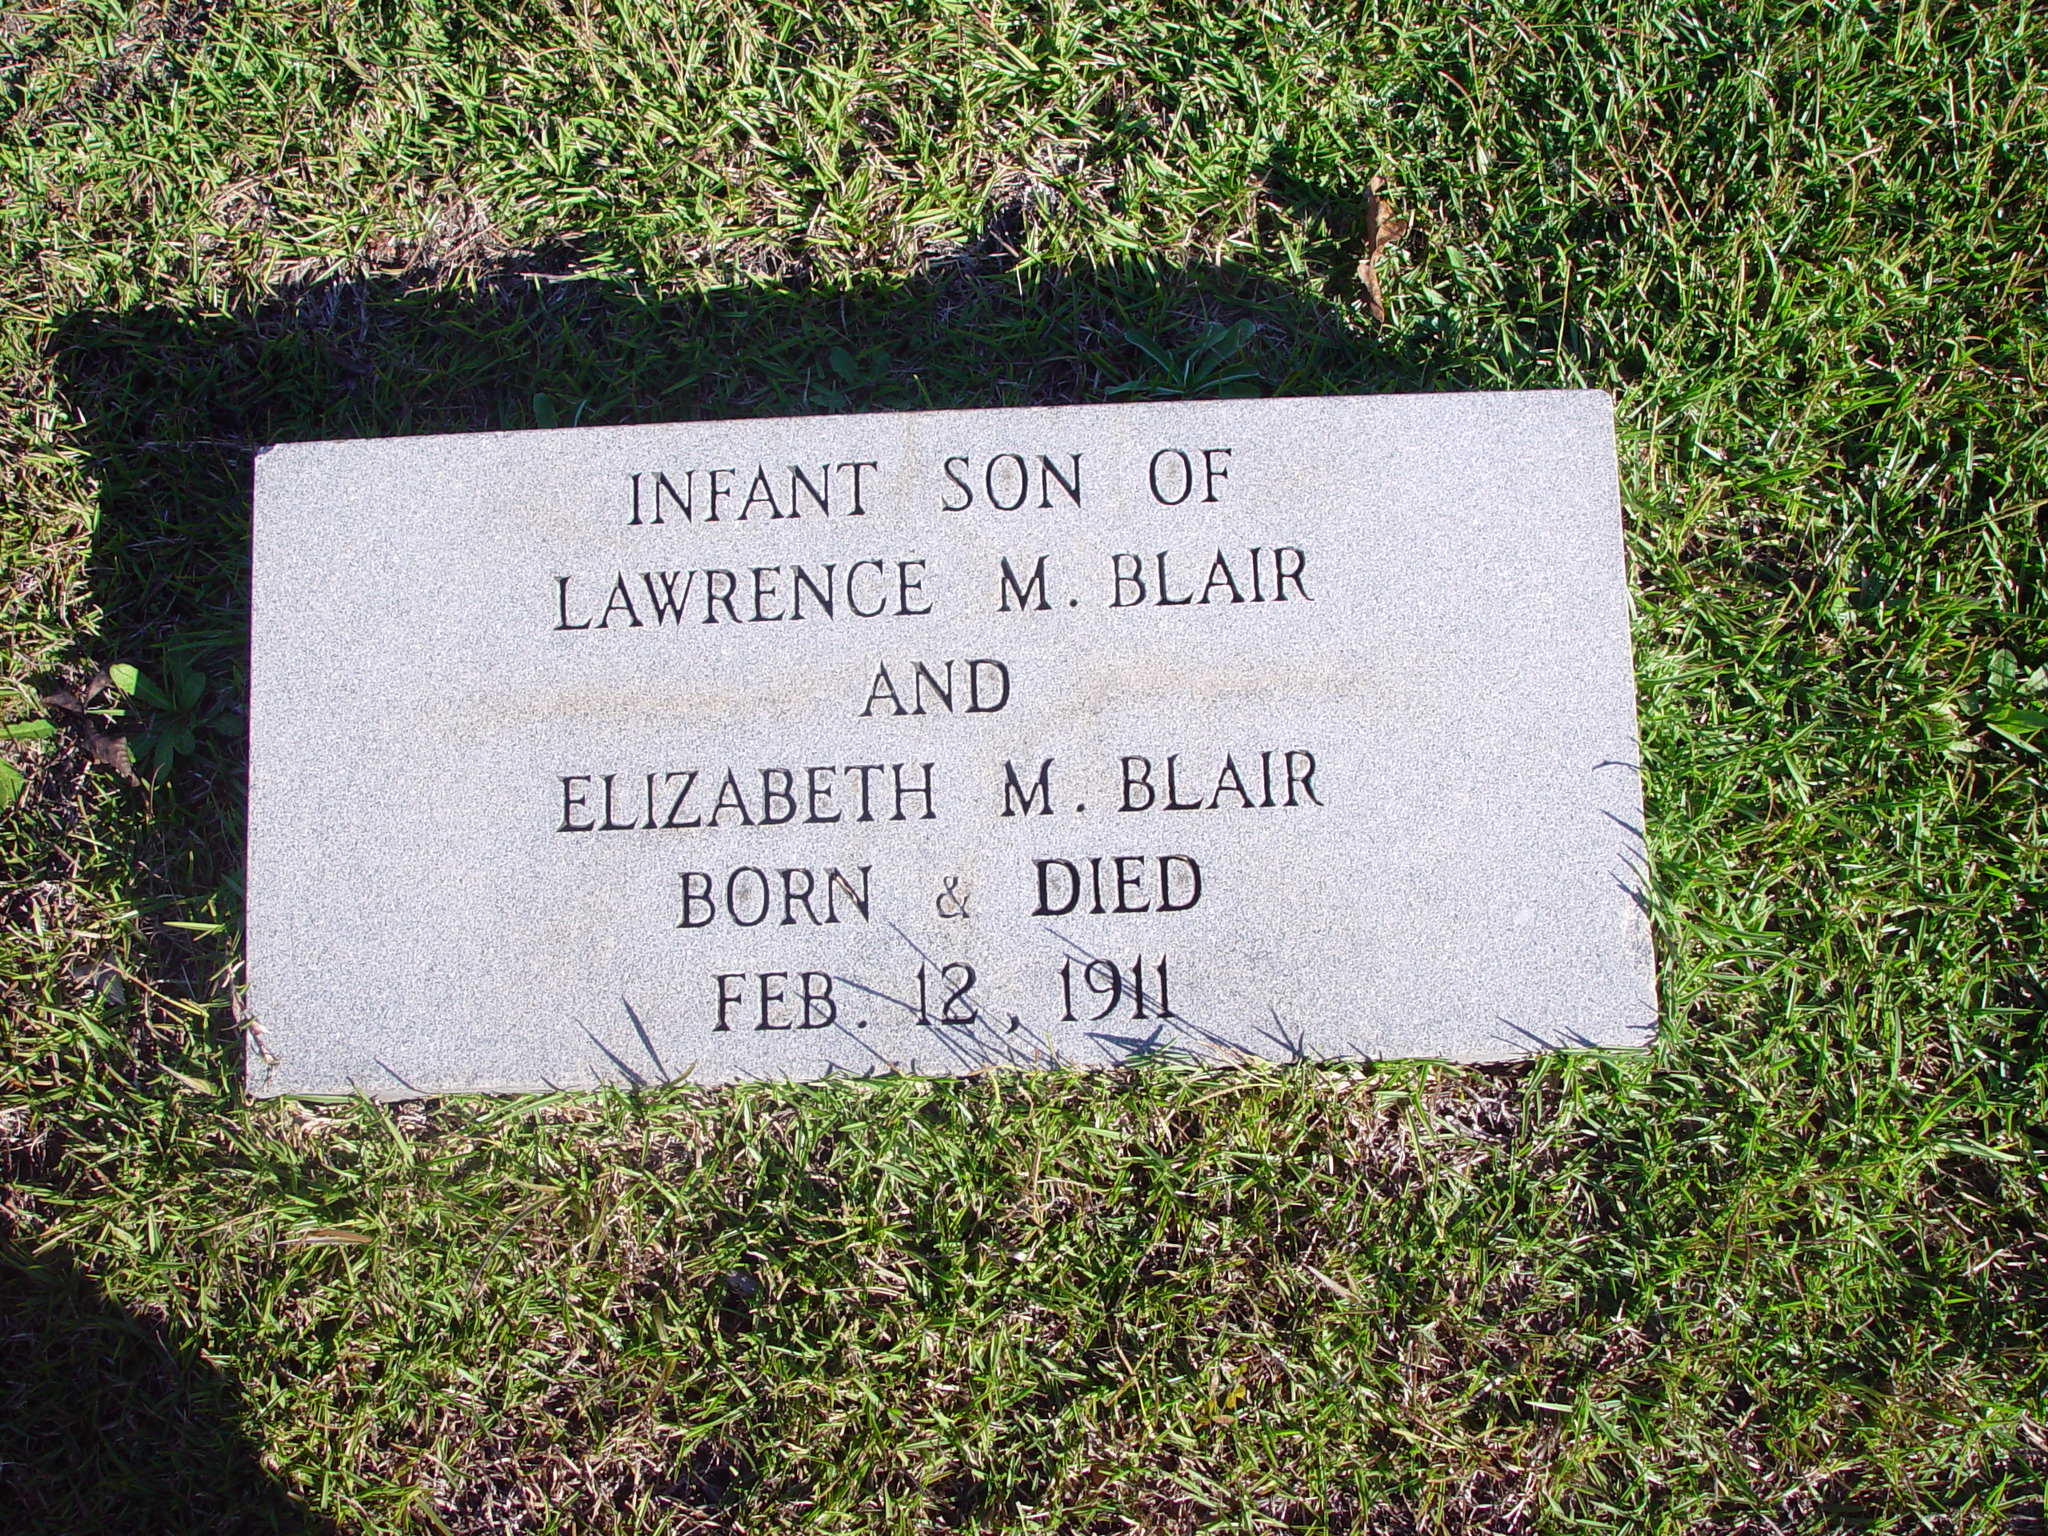 INFANT SON OF
LAWRENCE M. BLAIR
AND
ELIZABETH M. BLAIR
BORN & DIED
FEB. 12, 1911